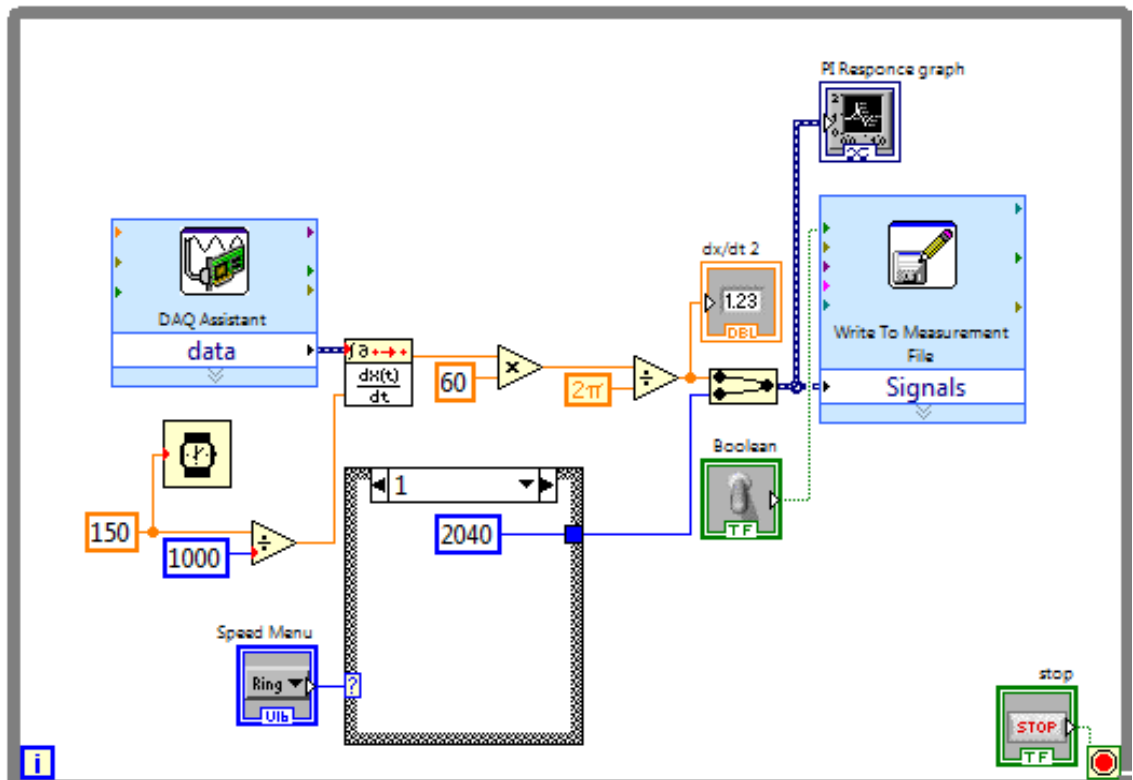 PI Responce graph
DAQ Assistant
data
dx/dt 2
1.23
DBL
Write To Measurement
File
Signals
dx(t)
dt
60
2π
Boolean
TF
1
150
1000
2040
Speed Menu
Ring
U16
?
stop
STOP
TF
i